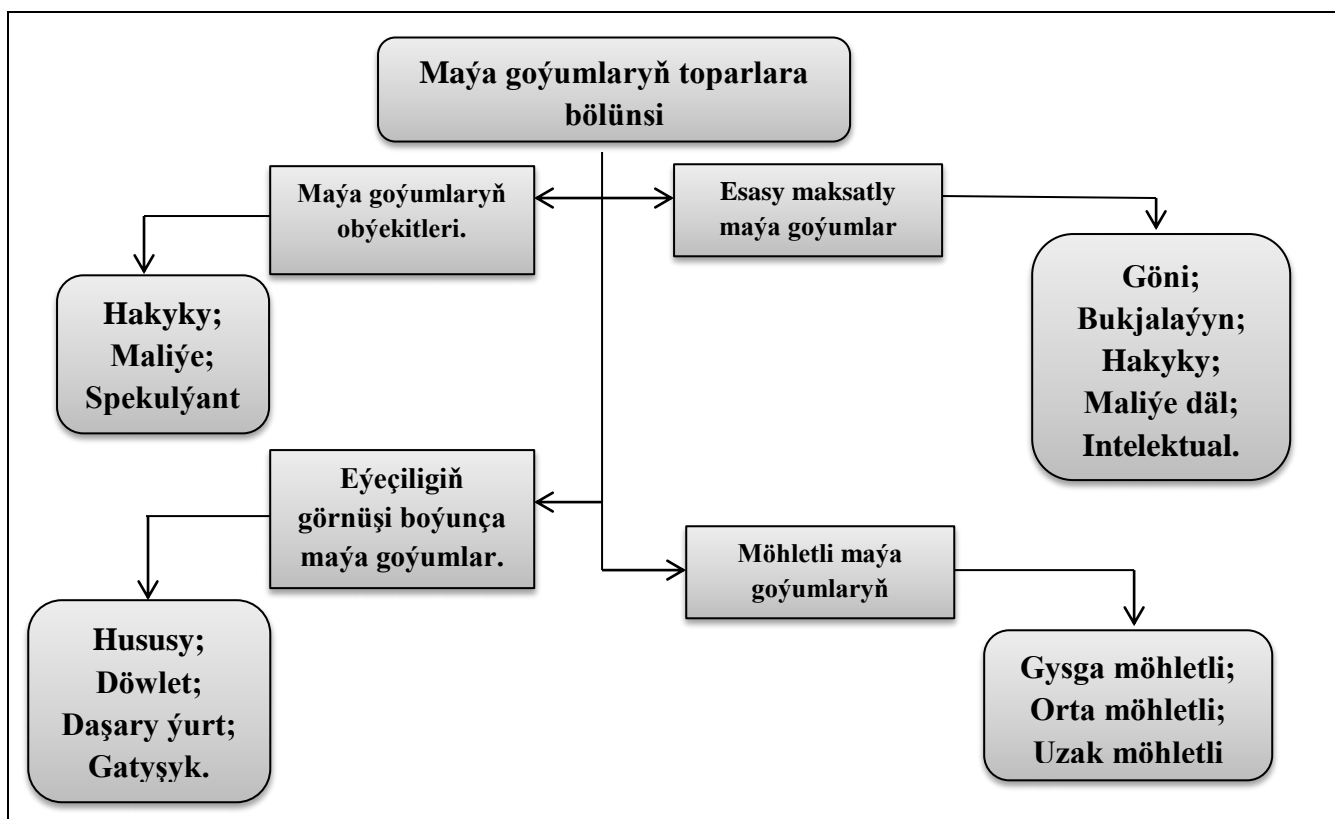 Maýa goýumlaryň toparlara
bölünsi
Maýa goýumlaryň
obýekitleri.
Esasy maksatly
maýa goýumlar
Hakyky;
Maliýe;
Spekulýant
Göni;
Bukjalaýyn;
Hakyky;
Maliýe däl;
Intelektual.
Eýeçiligiň
görnüşi boýunça
maýa goýumlar.
Möhletli maýa
goýumlaryň
Hususy;
Döwlet;
Daşary ýurt;
Gatyşyk.
Gysga möhletli;
Orta möhletli;
Uzak möhletli